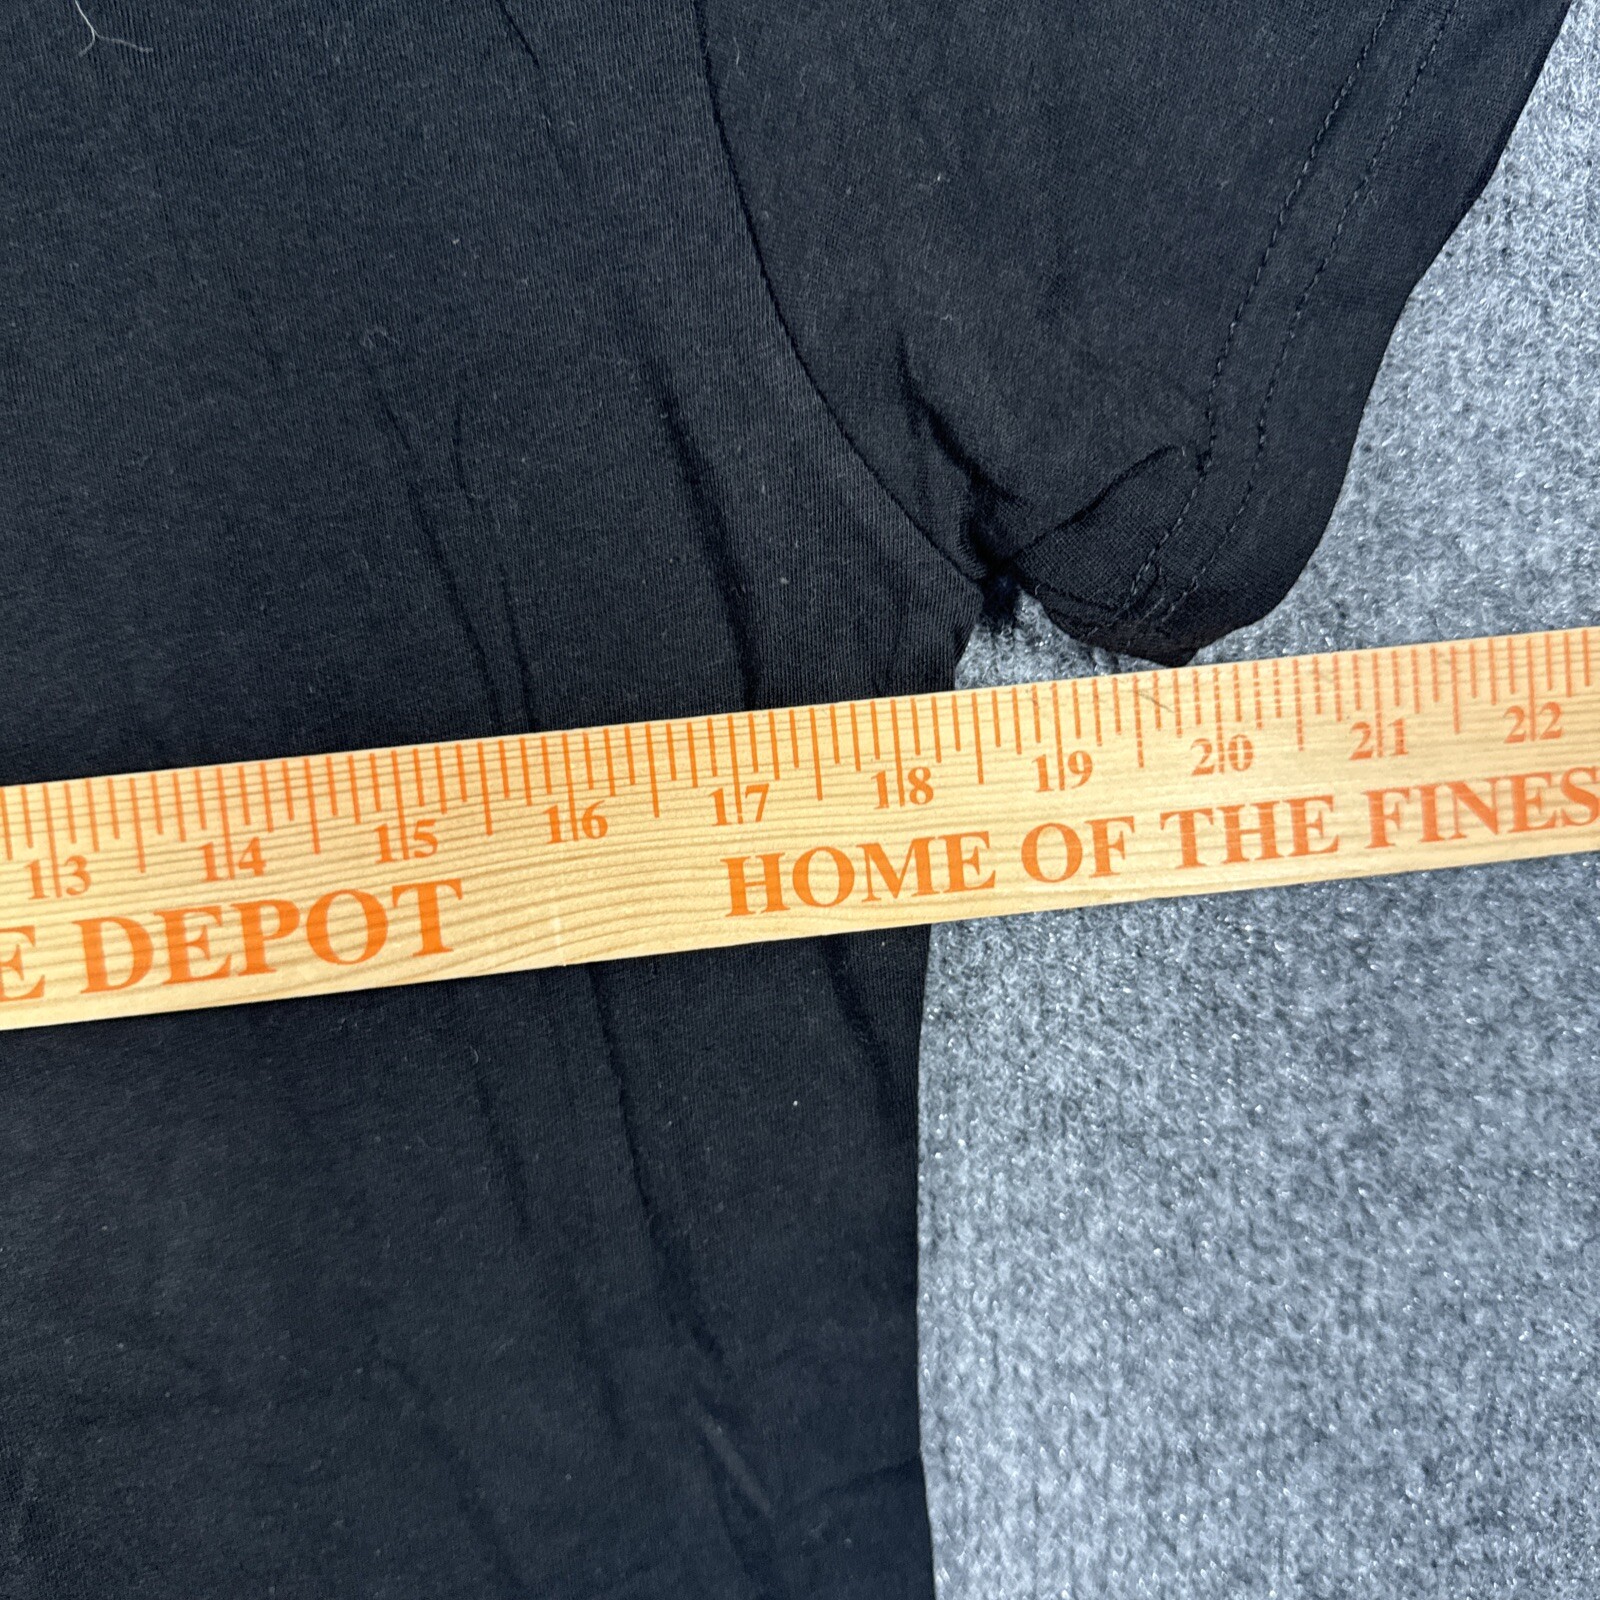 13 14 15 16 17 18 19 20 21 22
E DEPOT HOME OF THE FINES